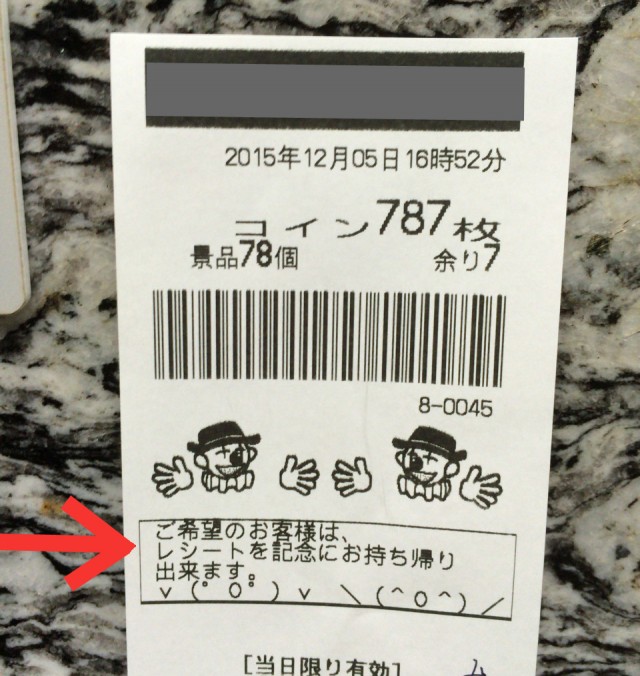 2015年12月05日16時52分
コイン787枚
景品78個 余り7
8-0045
ご希望のお客様は、
レシートを記念にお持ち帰り
出来ます。
v (゜O゜) v ＼(^O^)／
[当日限り有効]